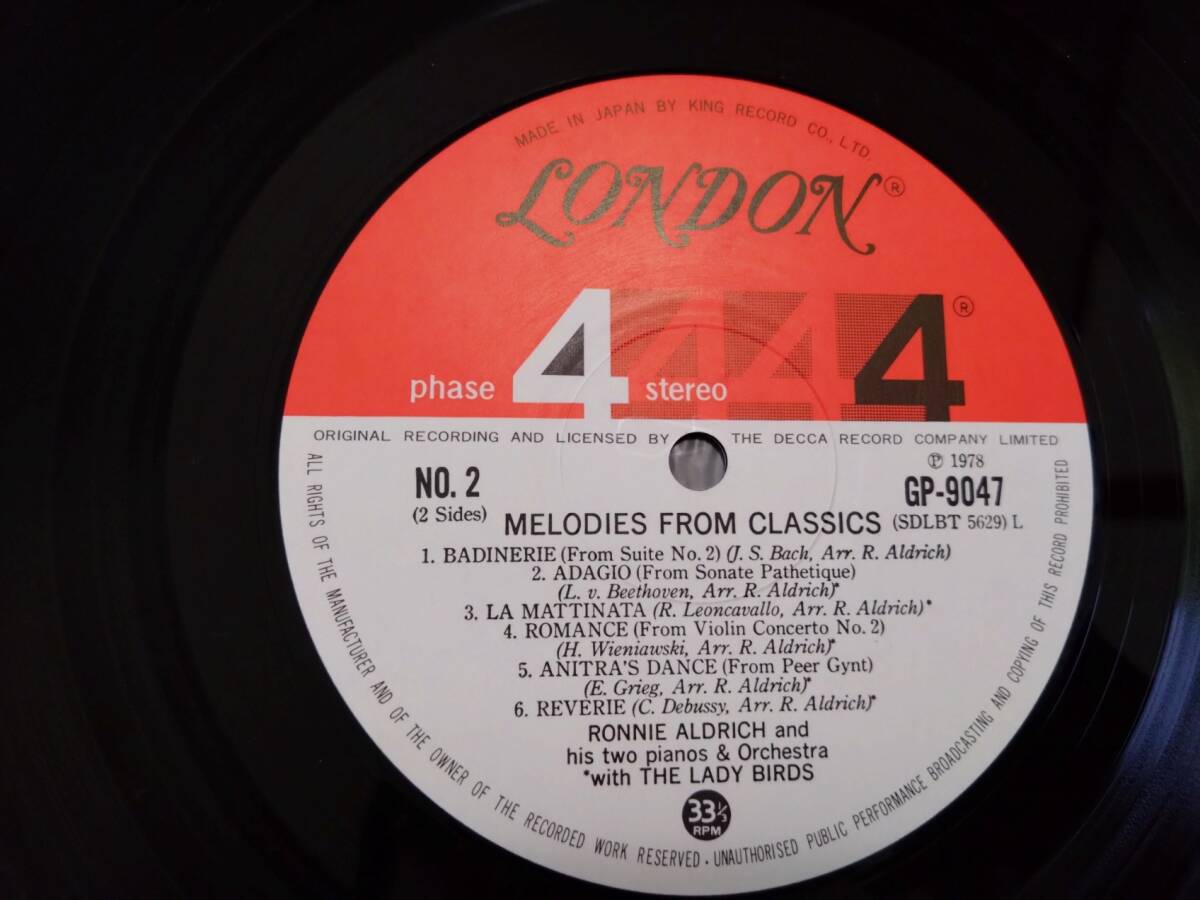 MADE IN JAPAN BY KING RECORD CO., LTD.
LONDON®
4 4 4 4 ®
phase 4 stereo
ORIGINAL RECORDING AND LICENSED BY THE DECCA RECORD COMPANY LIMITED
NO. 2
(2 Sides)
℗ 1978
GP-9047
MELODIES FROM CLASSICS (SDLBT 5629) L
1. BADINERIE (From Suite No. 2) (J. S. Bach, Arr. R. Aldrich)
2. ADAGIO (From Sonate Pathetique)
(L. v. Beethoven, Arr. R. Aldrich)*
3. LA MATTINATA (R. Leoncavallo, Arr. R. Aldrich)*
4. ROMANCE (From Violin Concerto No. 2)
(H. Wieniawski, Arr. R. Aldrich)*
5. ANITRA'S DANCE (From Peer Gynt)
(E. Grieg, Arr. R. Aldrich)*
6. REVERIE (C. Debussy, Arr. R. Aldrich)*
RONNIE ALDRICH and
his two pianos & Orchestra
*with THE LADY BIRDS
33⅓
RPM
ALL RIGHTS OF THE MANUFACTURER AND OF THE OWNER OF THE RECORDED WORK RESERVED • UNAUTHORISED PUBLIC PERFORMANCE BROADCASTING AND COPYING OF THIS RECORD PROHIBITED